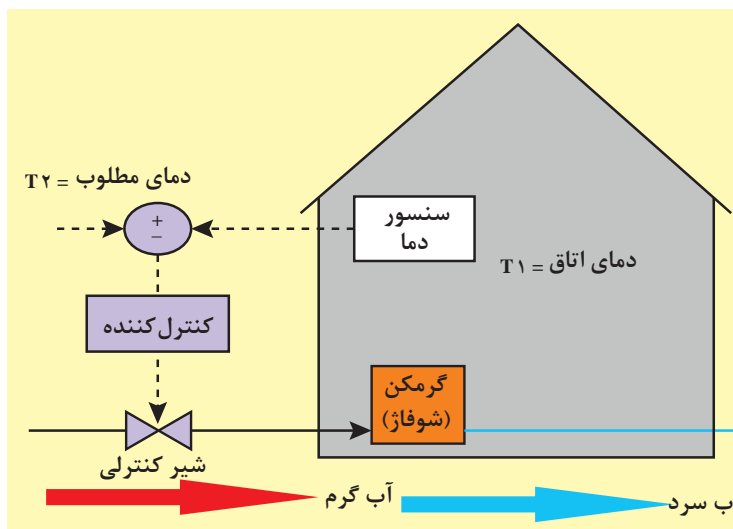 دمای مطلوب = T۲
+
–
سنسور
دما
دمای اتاق = T۱
کنترل‌کننده
گرمکن
(شوفاژ)
شیر کنترلی
آب گرم
ب سرد